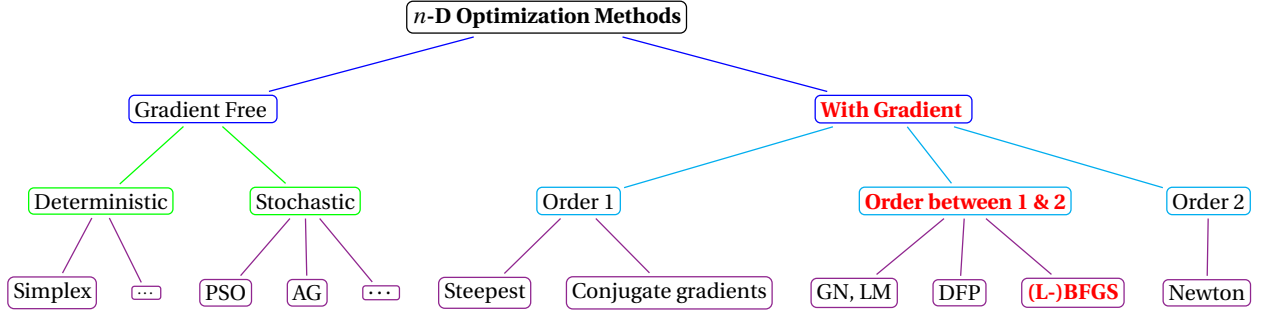 n-D Optimization Methods
Gradient Free
With Gradient
Deterministic
Stochastic
Order 1
Order between 1 & 2
Order 2
Simplex
...
PSO
AG
...
Steepest
Conjugate gradients
GN, LM
DFP
(L-)BFGS
Newton